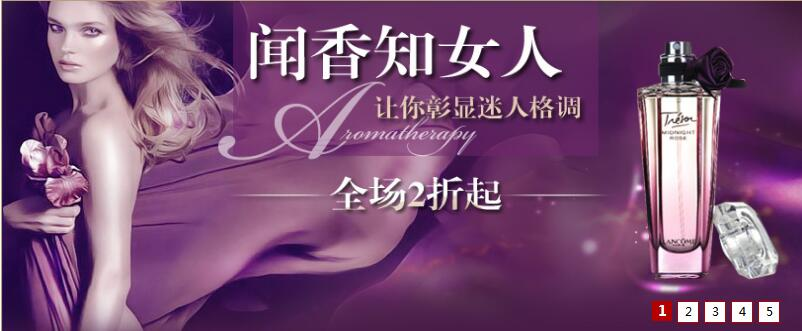 闻香知女人
让你彰显迷人格调
Aromatherapy
全场2折起
Trésor
MIDNIGHT
ROSE
LANCÔME
1 2 3 4 5